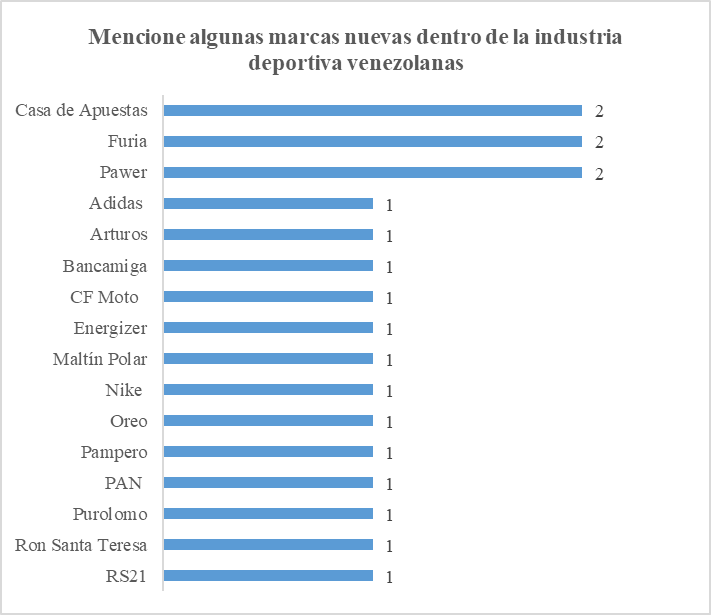 Mencione algunas marcas nuevas dentro de la industria
deportiva venezolanas
Casa de Apuestas 2
Furia 2
Pawer 2
Adidas 1
Arturos 1
Bancamiga 1
CF Moto 1
Energizer 1
Maltín Polar 1
Nike 1
Oreo 1
Pampero 1
PAN 1
Purolomo 1
Ron Santa Teresa 1
RS21 1